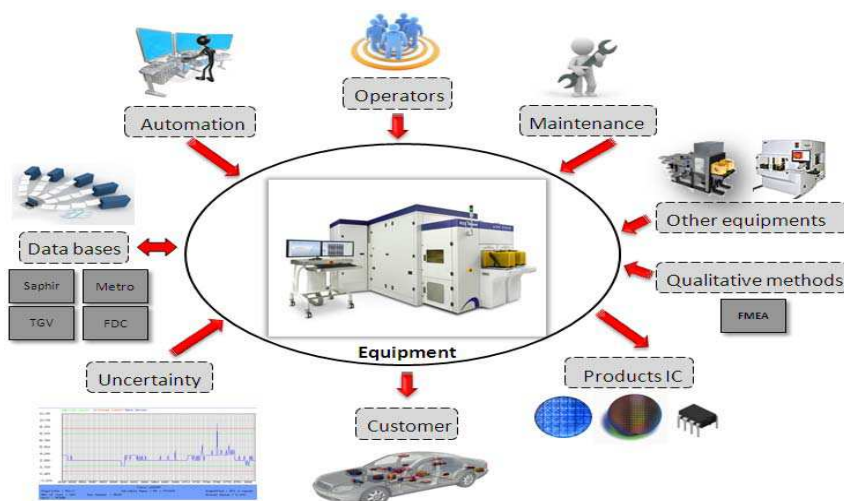 Operators
Automation
Maintenance
Other equipments
Data bases
Qualitative methods
Saphir
Metro
TGV
FDC
FMEA
Equipment
Uncertainty
Products IC
Customer